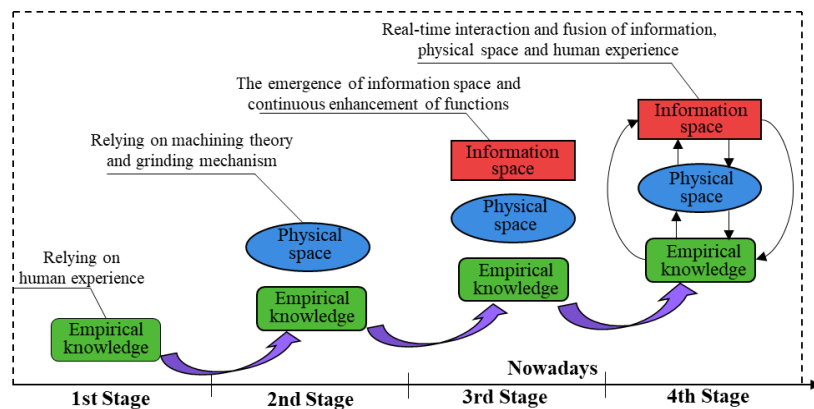 Real-time interaction and fusion of information,
physical space and human experience
The emergence of information space and
continuous enhancement of functions
Relying on machining theory
and grinding mechanism
Relying on
human experience
Empirical
knowledge
Physical
space
Empirical
knowledge
Information
space
Physical
space
Empirical
knowledge
Information
space
Physical
space
Empirical
knowledge
Nowadays
1st Stage
2nd Stage
3rd Stage
4th Stage